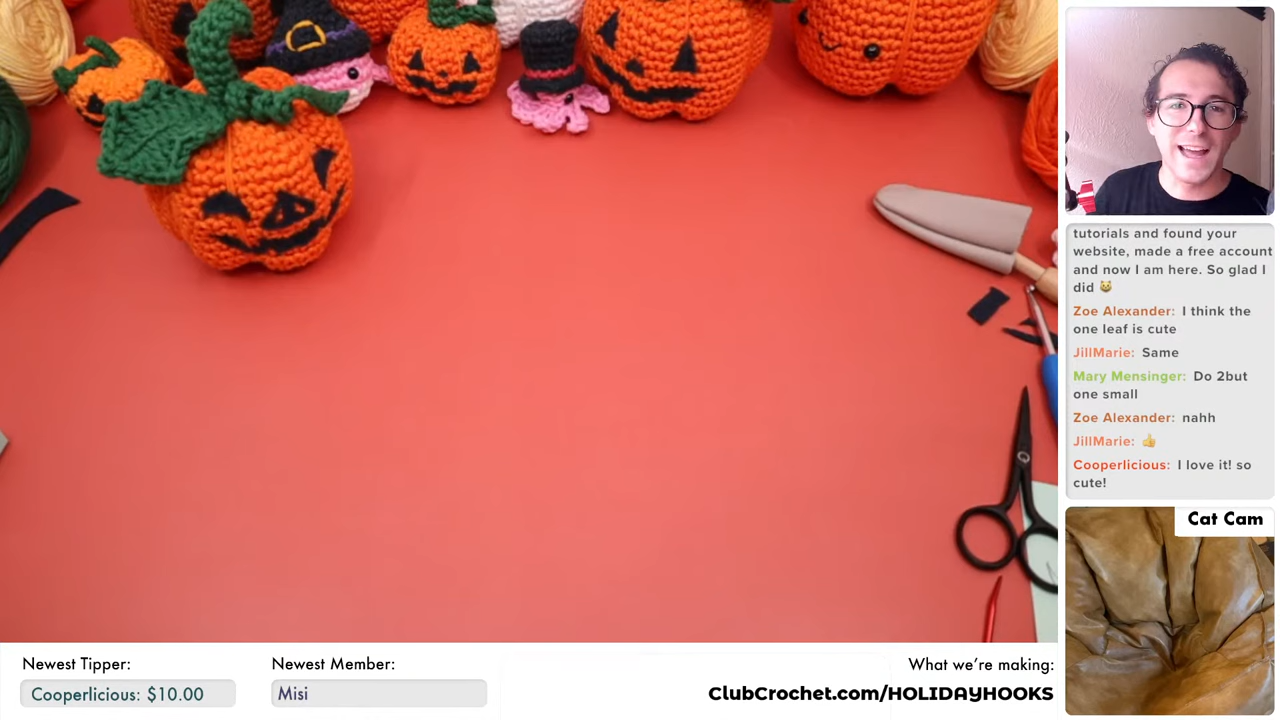 tutorials and found your
website, made a free account
and now I am here. So glad I
did 😺
Zoe Alexander: I think the
one leaf is cute
JillMarie: Same
Mary Mensinger: Do 2but
one small
Zoe Alexander: nahh
JillMarie: 👍
Cooperlicious: I love it! so
cute!
Cat Cam
Newest Tipper:
Cooperlicious: $10.00
Newest Member:
Misi
What we're making:
ClubCrochet.com/HOLIDAYHOOKS